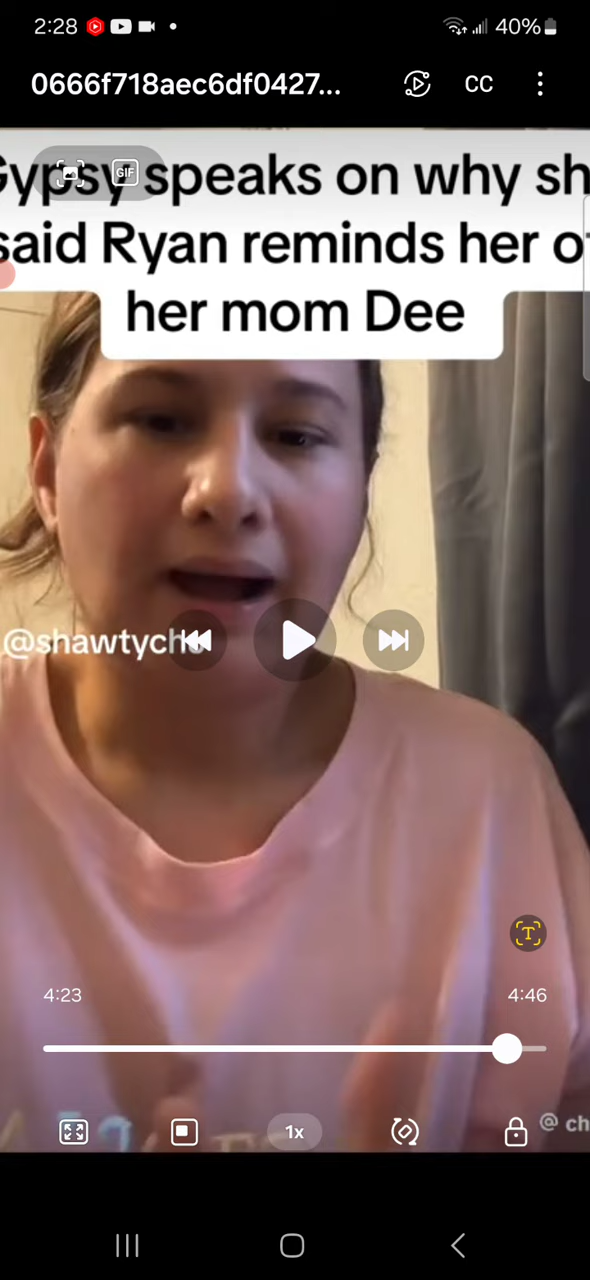 2:28
40%
0666f718aec6df0427...
CC
GIF
Gypsy speaks on why sh
said Ryan reminds her o
her mom Dee
@shawtych
T
4:23
4:46
1x
@ ch